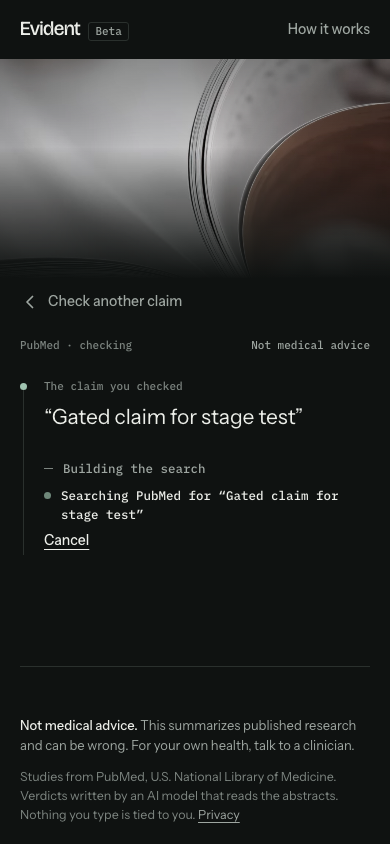 Evident Beta How it works
Check another claim
PubMed · checking Not medical advice
The claim you checked
“Gated claim for stage test”
— Building the search
Searching PubMed for “Gated claim for
stage test”
Cancel
Not medical advice. This summarizes published research
and can be wrong. For your own health, talk to a clinician.
Studies from PubMed, U.S. National Library of Medicine.
Verdicts written by an AI model that reads the abstracts.
Nothing you type is tied to you. Privacy